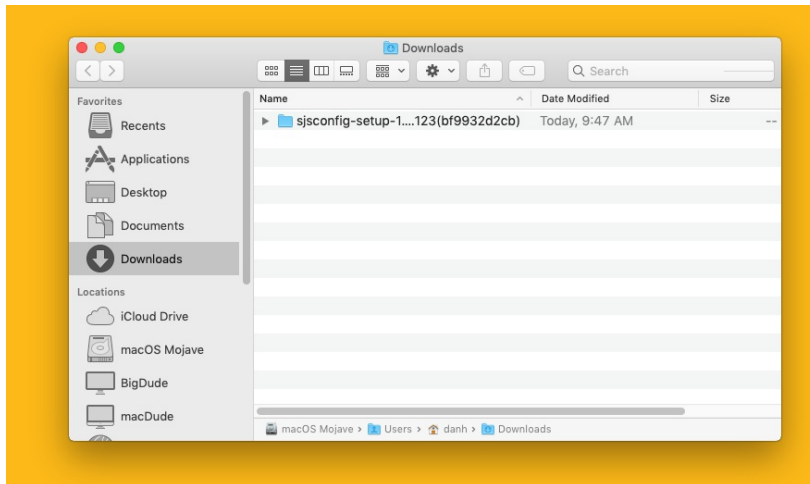 Downloads
Search
Favorites
Recents
Applications
Desktop
Documents
Downloads
Locations
iCloud Drive
macOS Mojave
BigDude
macDude
Name Date Modified Size
sjsconfig-setup-1....123(bf9932d2cb) Today, 9:47 AM --
macOS Mojave › Users › danh › Downloads